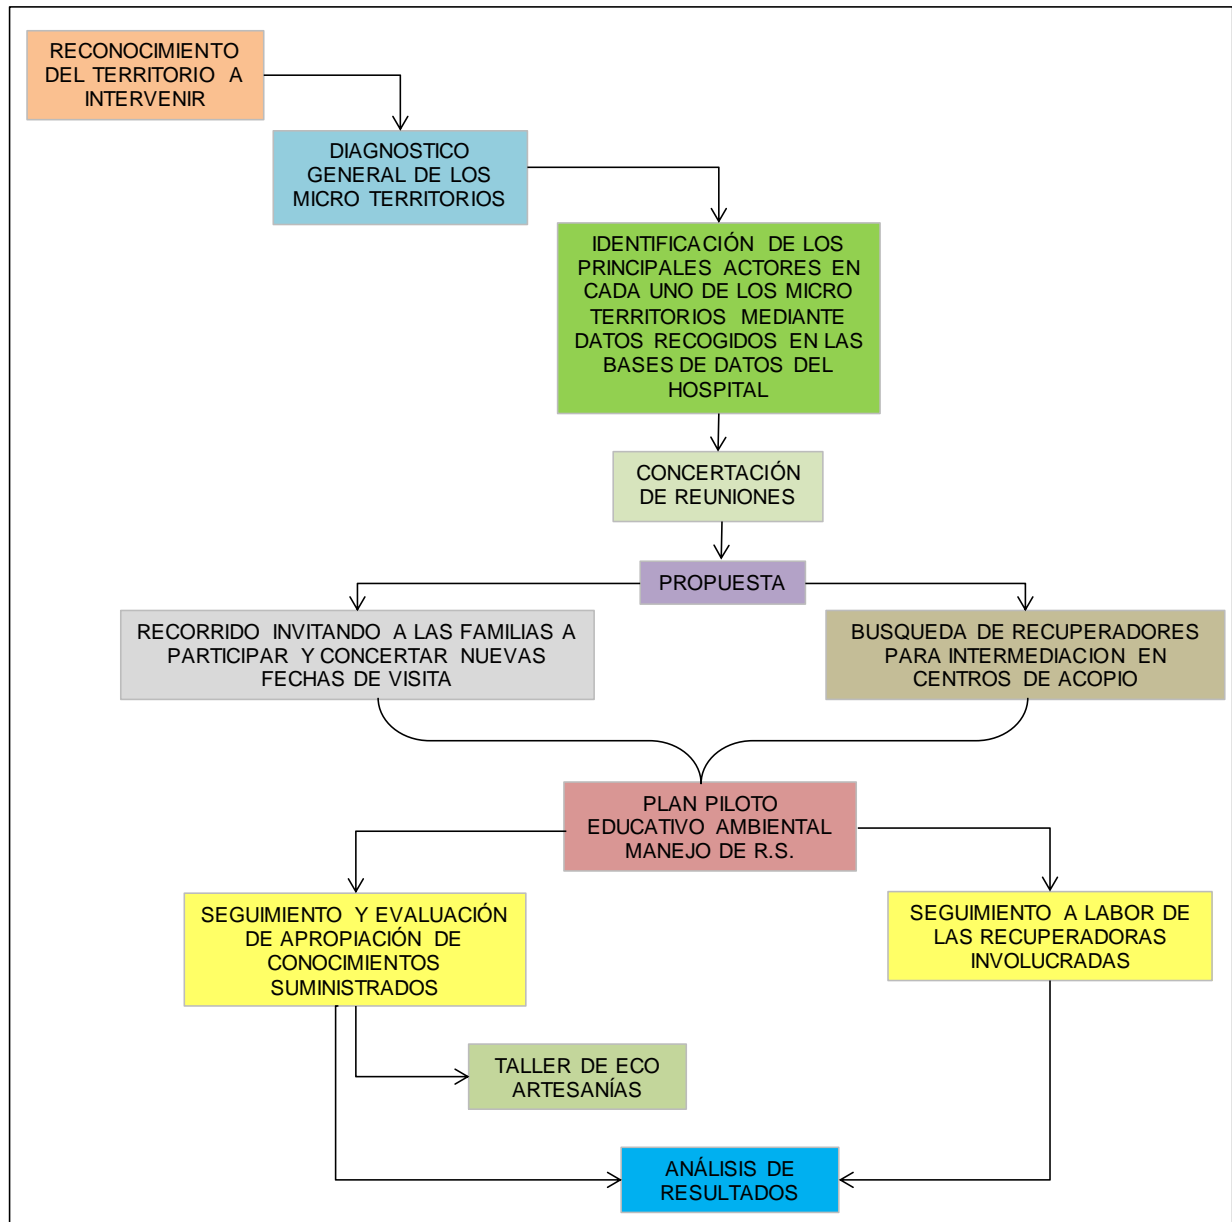 RECONOCIMIENTO
DEL TERRITORIO A
INTERVENIR
DIAGNOSTICO
GENERAL DE LOS
MICRO TERRITORIOS
IDENTIFICACIÓN DE LOS
PRINCIPALES ACTORES EN
CADA UNO DE LOS MICRO
TERRITORIOS MEDIANTE
DATOS RECOGIDOS EN LAS
BASES DE DATOS DEL
HOSPITAL
CONCERTACIÓN
DE REUNIONES
PROPUESTA
RECORRIDO INVITANDO A LAS FAMILIAS A
PARTICIPAR Y CONCERTAR NUEVAS
FECHAS DE VISITA
BUSQUEDA DE RECUPERADORES
PARA INTERMEDIACION EN
CENTROS DE ACOPIO
PLAN PILOTO
EDUCATIVO AMBIENTAL
MANEJO DE R.S.
SEGUIMIENTO Y EVALUACIÓN
DE APROPIACIÓN DE
CONOCIMIENTOS
SUMINISTRADOS
SEGUIMIENTO A LABOR DE
LAS RECUPERADORAS
INVOLUCRADAS
TALLER DE ECO
ARTESANÍAS
ANÁLISIS DE
RESULTADOS